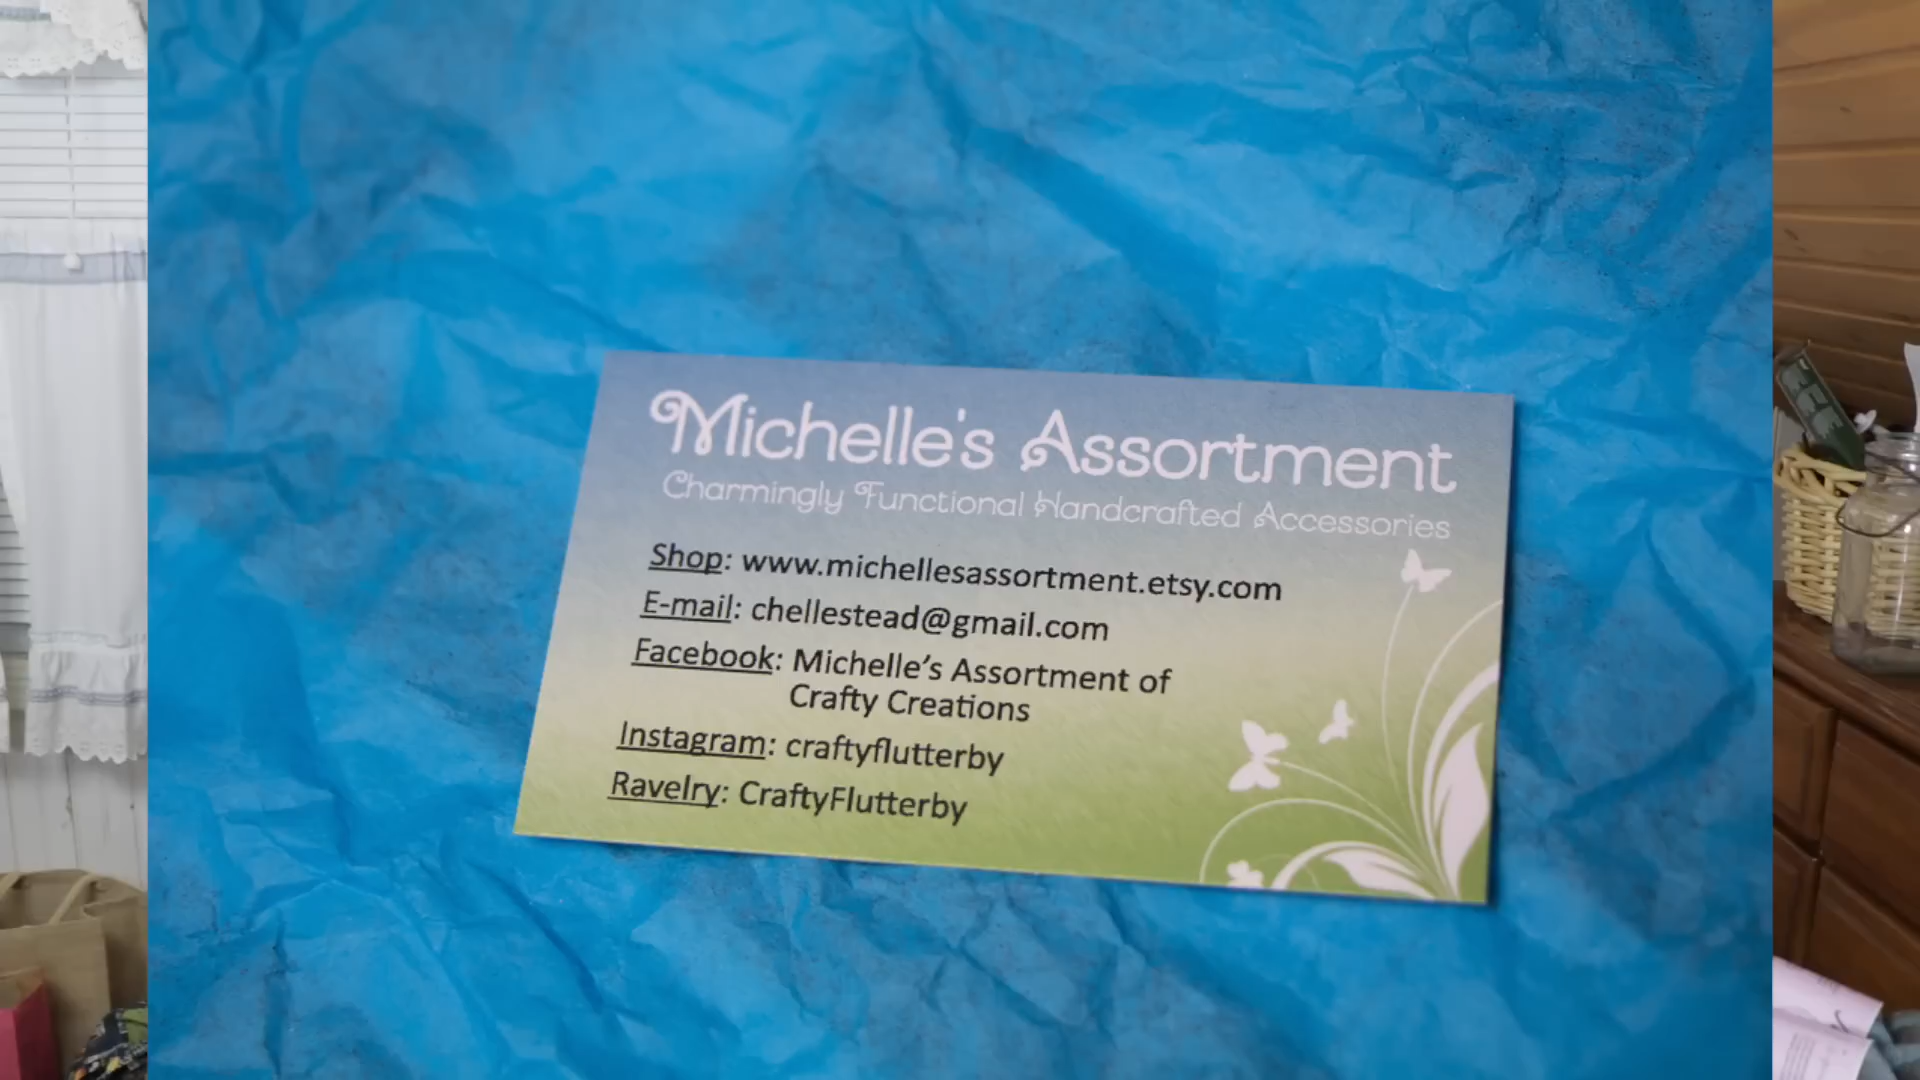 Michelle's Assortment
Charmingly Functional Handcrafted Accessories
Shop: www.michellesassortment.etsy.com
E-mail: chellestead@gmail.com
Facebook: Michelle’s Assortment of
Crafty Creations
Instagram: craftyflutterby
Ravelry: CraftyFlutterby